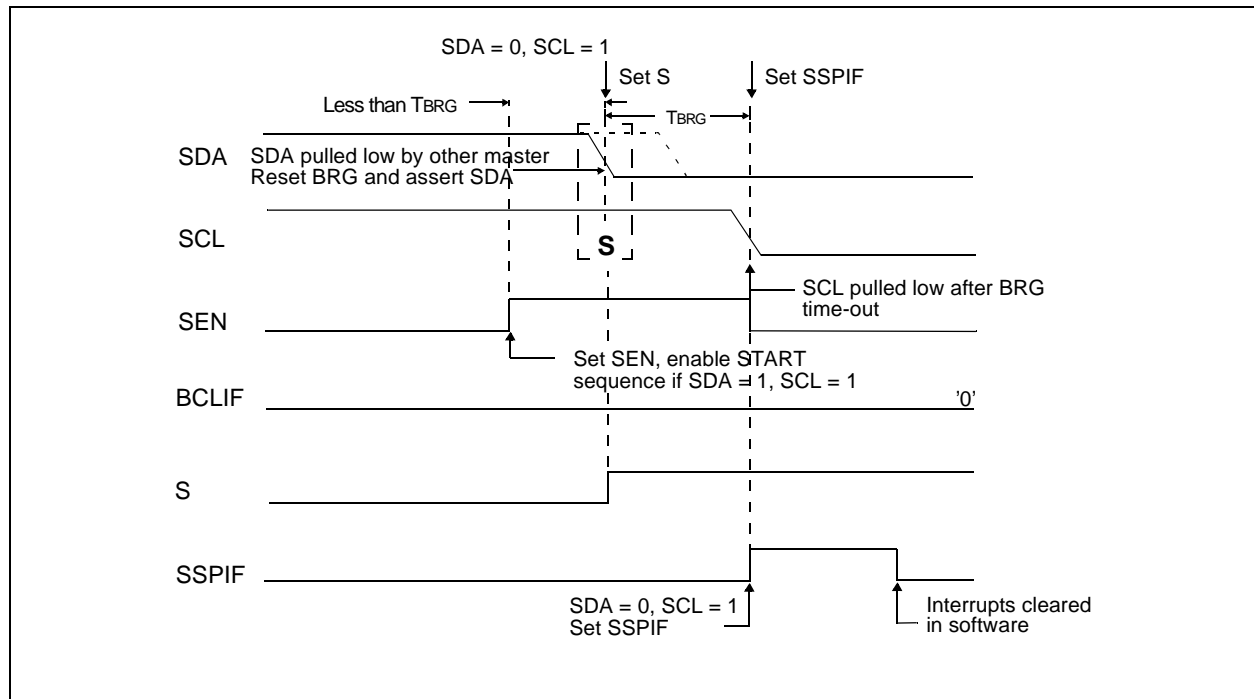 SDA = 0, SCL = 1
Set S
Set SSPIF
Less than TBRG
TBRG
SDA
SDA pulled low by other master
Reset BRG and assert SDA
SCL
S
SCL pulled low after BRG
time-out
SEN
Set SEN, enable START
sequence if SDA = 1, SCL = 1
BCLIF
'0'
S
SSPIF
SDA = 0, SCL = 1
Set SSPIF
Interrupts cleared
in software